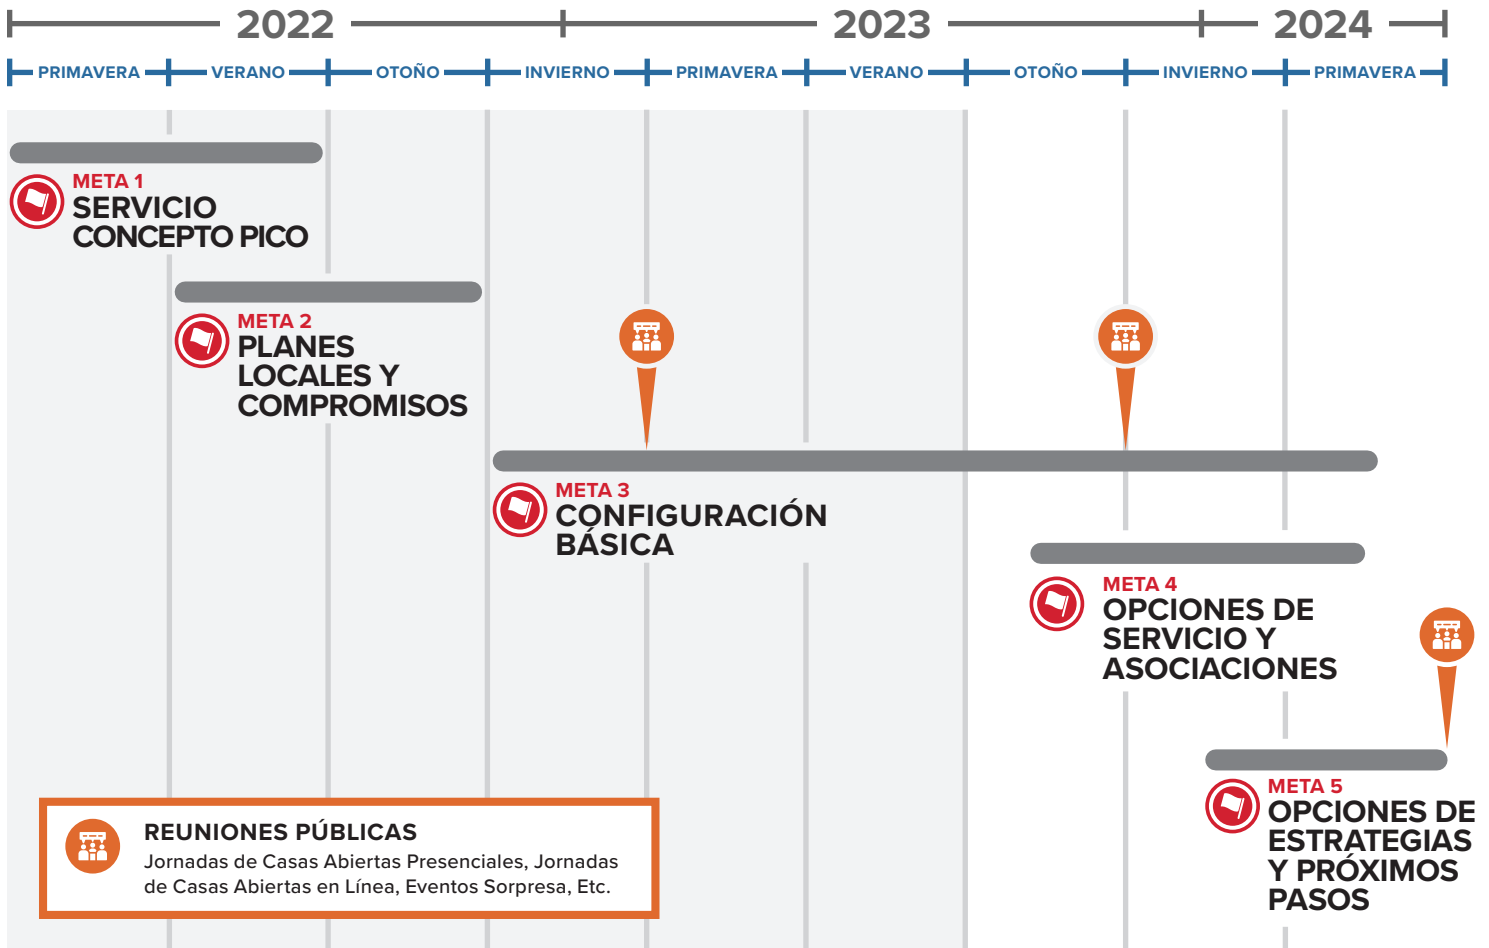 2022 2023 2024
PRIMAVERA VERANO OTOÑO INVIERNO PRIMAVERA VERANO OTOÑO INVIERNO PRIMAVERA
META 1
SERVICIO
CONCEPTO PICO
META 2
PLANES
LOCALES Y
COMPROMISOS
META 3
CONFIGURACIÓN
BÁSICA
META 4
OPCIONES DE
SERVICIO Y
ASOCIACIONES
META 5
OPCIONES DE
ESTRATEGIAS
Y PRÓXIMOS
PASOS
REUNIONES PÚBLICAS
Jornadas de Casas Abiertas Presenciales, Jornadas
de Casas Abiertas en Línea, Eventos Sorpresa, Etc.